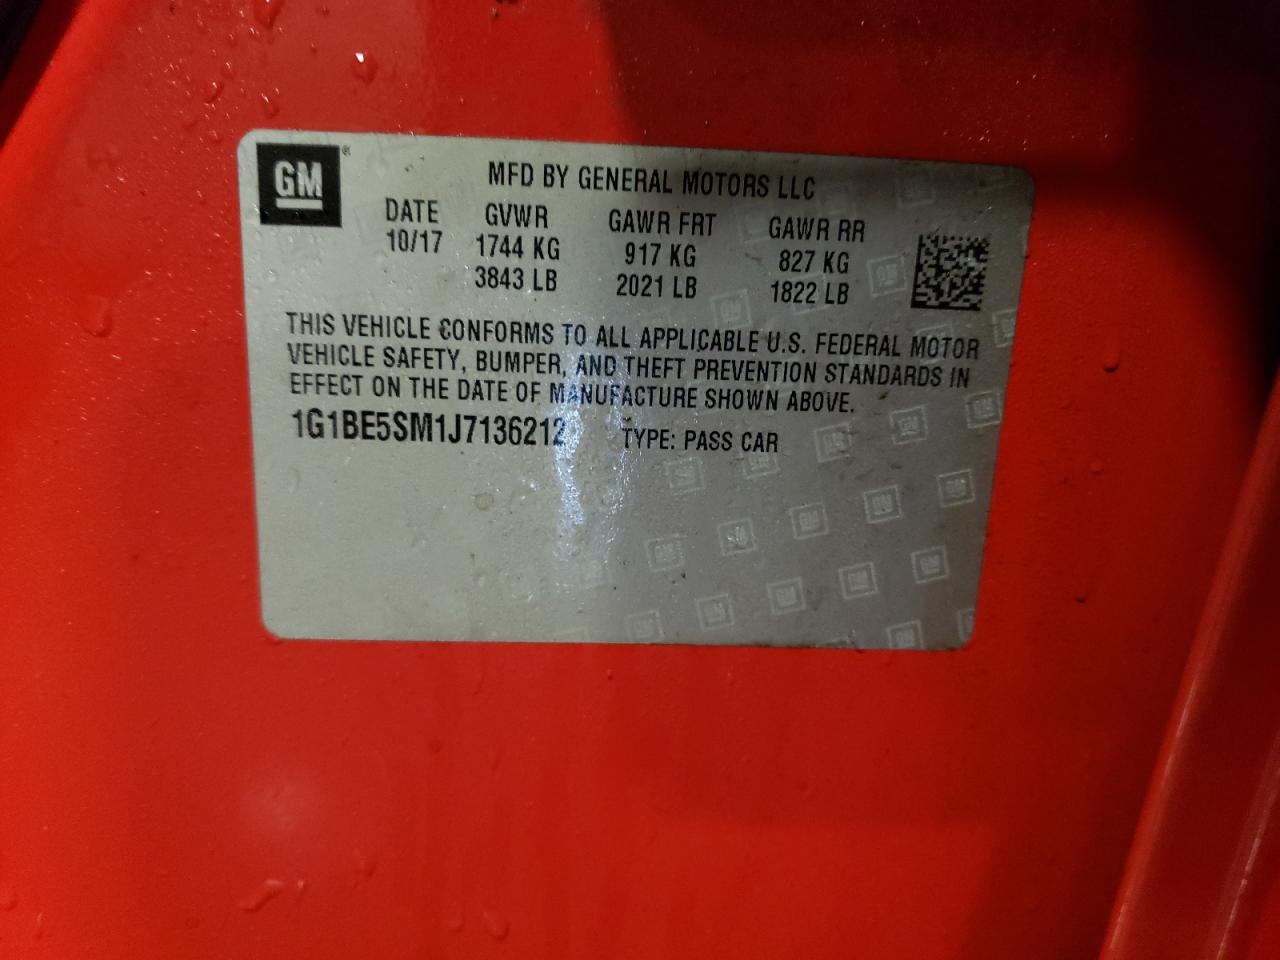 GM
MFD BY GENERAL MOTORS LLC
DATE GVWR GAWR FRT GAWR RR
10/17 1744 KG 917 KG 827 KG
3843 LB 2021 LB 1822 LB
THIS VEHICLE CONFORMS TO ALL APPLICABLE U.S. FEDERAL MOTOR
VEHICLE SAFETY, BUMPER, AND THEFT PREVENTION STANDARDS IN
EFFECT ON THE DATE OF MANUFACTURE SHOWN ABOVE.
1G1BE5SM1J7136212 TYPE: PASS CAR